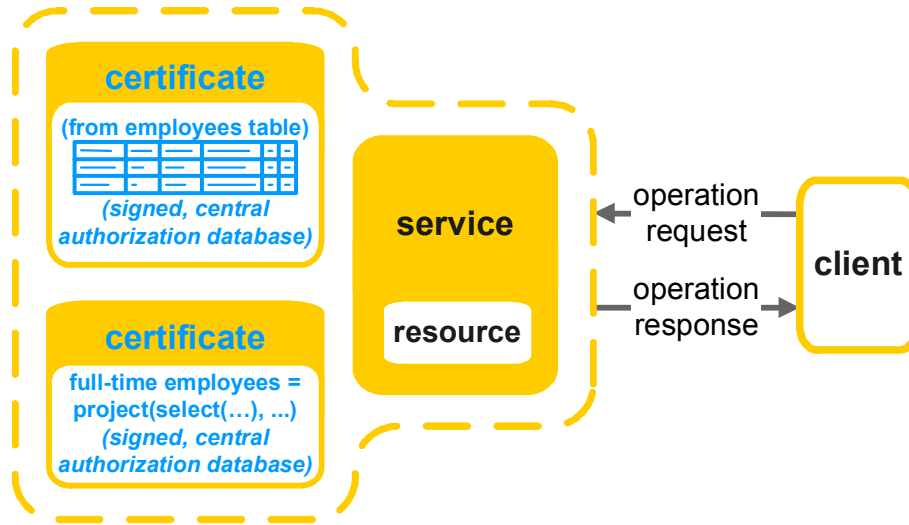 certificate
(from employees table)
(signed, central
authorization database)
certificate
full-time employees =
project(select(…), ...)
(signed, central
authorization database)
service
resource
operation
request
operation
response
client